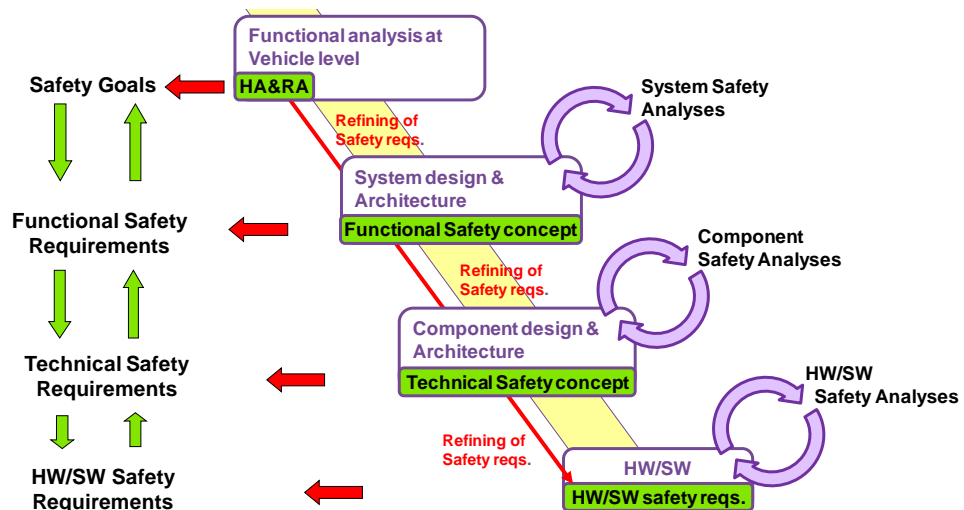 Functional analysis at
Vehicle level
HA&RA
Safety Goals
System Safety
Analyses
Refining of
Safety reqs.
System design &
Architecture
Functional Safety concept
Functional Safety
Requirements
Component
Safety Analyses
Refining of
Safety reqs.
Component design &
Architecture
Technical Safety concept
Technical Safety
Requirements
HW/SW
Safety Analyses
Refining of
Safety reqs.
HW/SW
HW/SW safety reqs.
HW/SW Safety
Requirements